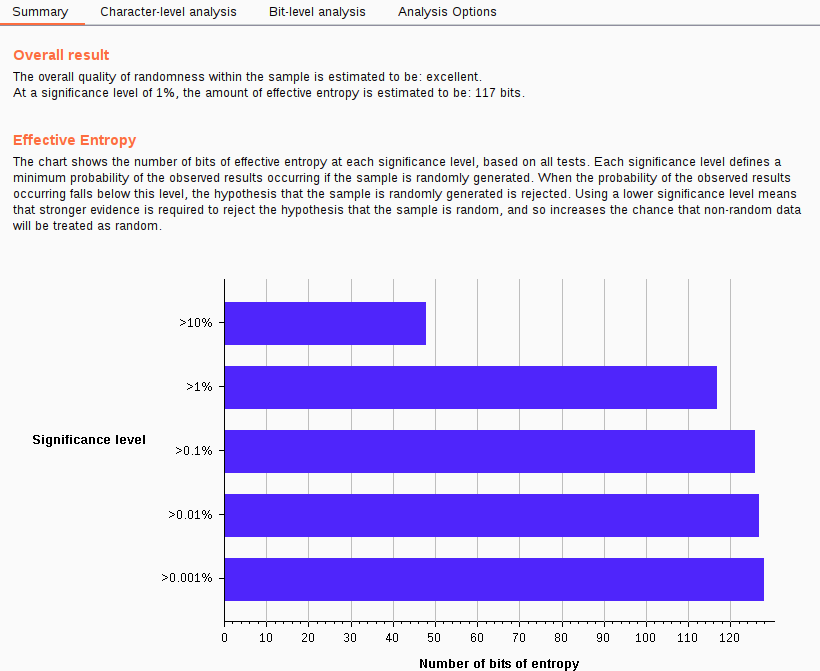 Summary Character-level analysis Bit-level analysis Analysis Options
Overall result
The overall quality of randomness within the sample is estimated to be: excellent.
At a significance level of 1%, the amount of effective entropy is estimated to be: 117 bits.
Effective Entropy
The chart shows the number of bits of effective entropy at each significance level, based on all tests. Each significance level defines a
minimum probability of the observed results occurring if the sample is randomly generated. When the probability of the observed results
occurring falls below this level, the hypothesis that the sample is randomly generated is rejected. Using a lower significance level means
that stronger evidence is required to reject the hypothesis that the sample is random, and so increases the chance that non-random data
will be treated as random.
>10%
>1%
Significance level
>0.1%
>0.01%
>0.001%
0 10 20 30 40 50 60 70 80 90 100 110 120
Number of bits of entropy